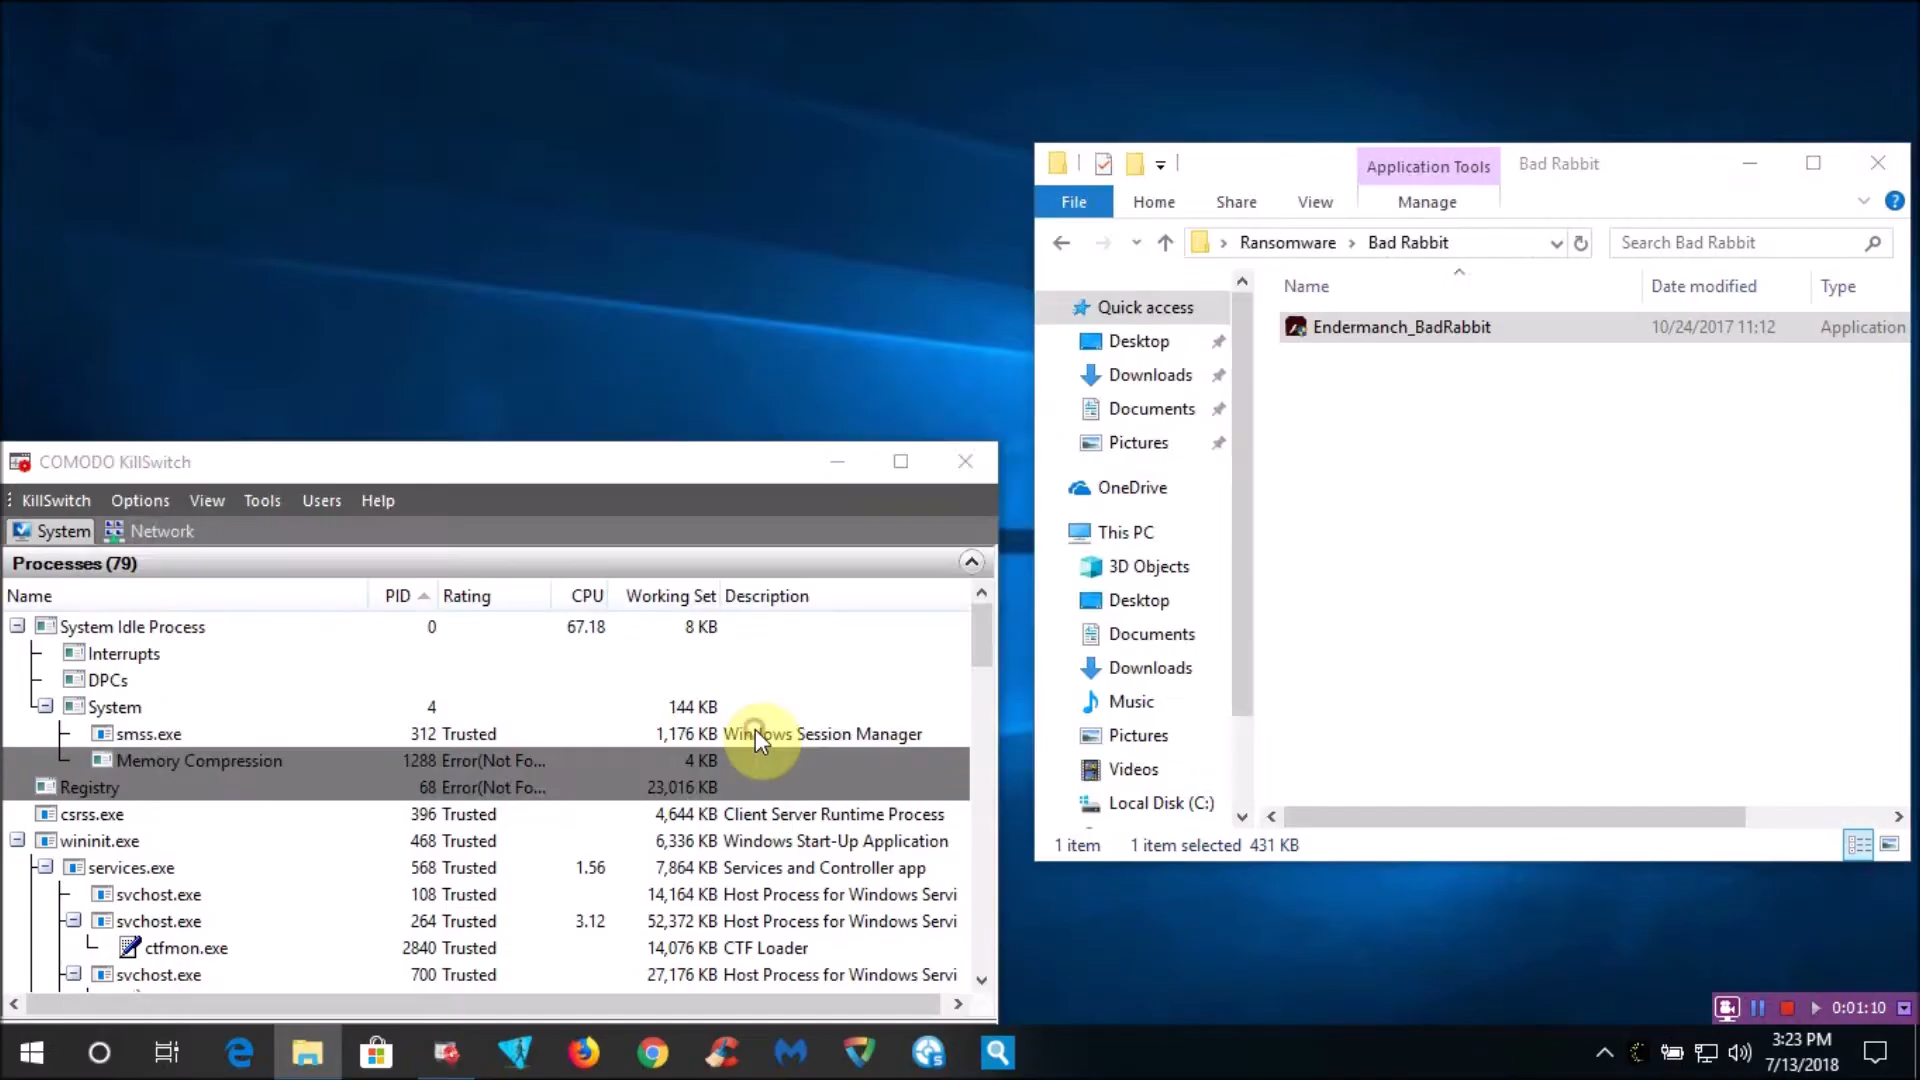 Application Tools
Bad Rabbit
File
Home
Share
View
Manage
?
Ransomware
Bad Rabbit
Search Bad Rabbit
Name
Date modified
Type
Quick access
Endermanch_BadRabbit
10/24/2017 11:12
Application
Desktop
Downloads
Documents
Pictures
OneDrive
This PC
3D Objects
Desktop
Documents
Downloads
Music
Pictures
Videos
Local Disk (C:)
1 item
1 item selected 431 KB
COMODO KillSwitch
KillSwitch Options View Tools Users Help
System Network
Processes (79)
Name PID Rating CPU Working Set Description
System Idle Process 0 67.18 8 KB
Interrupts
DPCs
System 4 144 KB
smss.exe 312 Trusted 1,176 KB Windows Session Manager
Memory Compression 1288 Error(Not Fo... 4 KB
Registry 68 Error(Not Fo... 23,016 KB
csrss.exe 396 Trusted 4,644 KB Client Server Runtime Process
wininit.exe 468 Trusted 6,336 KB Windows Start-Up Application
services.exe 568 Trusted 1.56 7,864 KB Services and Controller app
svchost.exe 108 Trusted 14,164 KB Host Process for Windows Servi
svchost.exe 264 Trusted 3.12 52,372 KB Host Process for Windows Servi
ctfmon.exe 2840 Trusted 14,076 KB CTF Loader
svchost.exe 700 Trusted 27,176 KB Host Process for Windows Servi
0:01:10
3:23 PM
7/13/2018